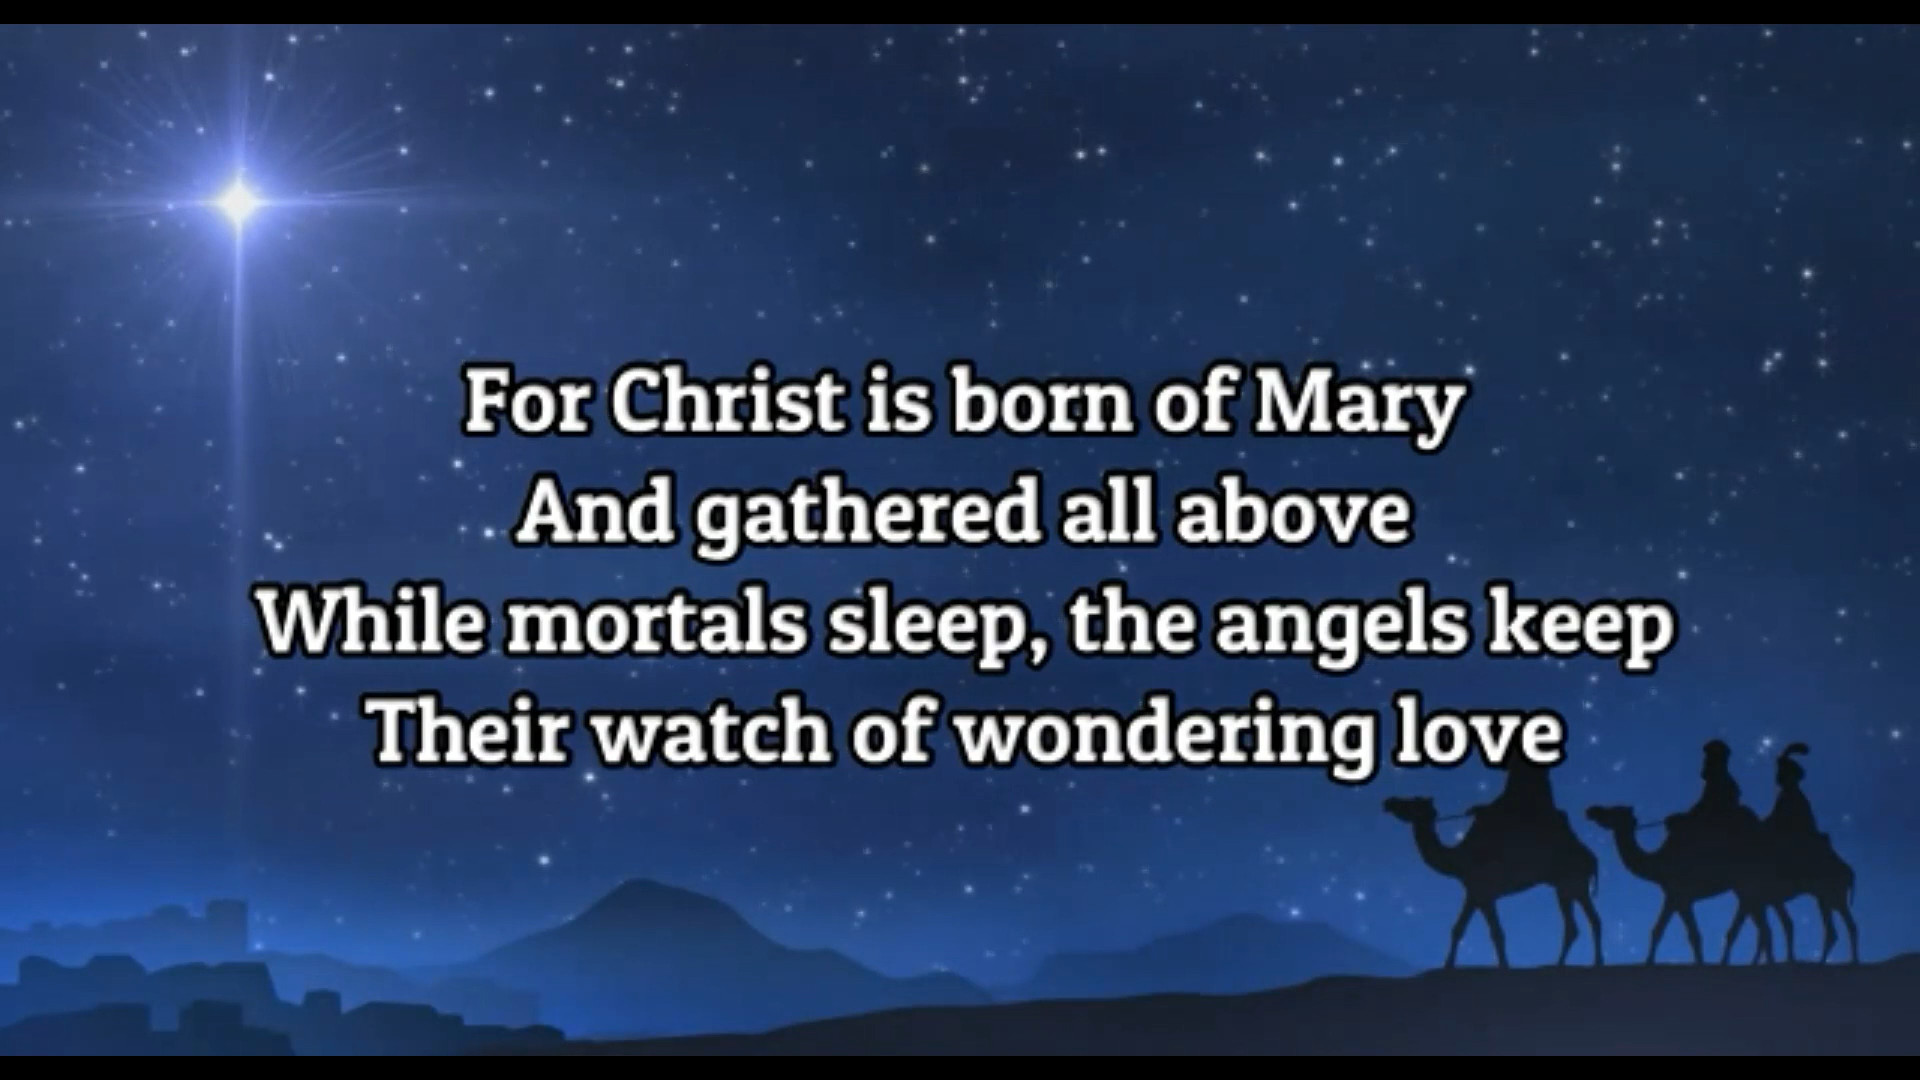 For Christ is born of Mary
And gathered all above
While mortals sleep, the angels keep
Their watch of wondering love